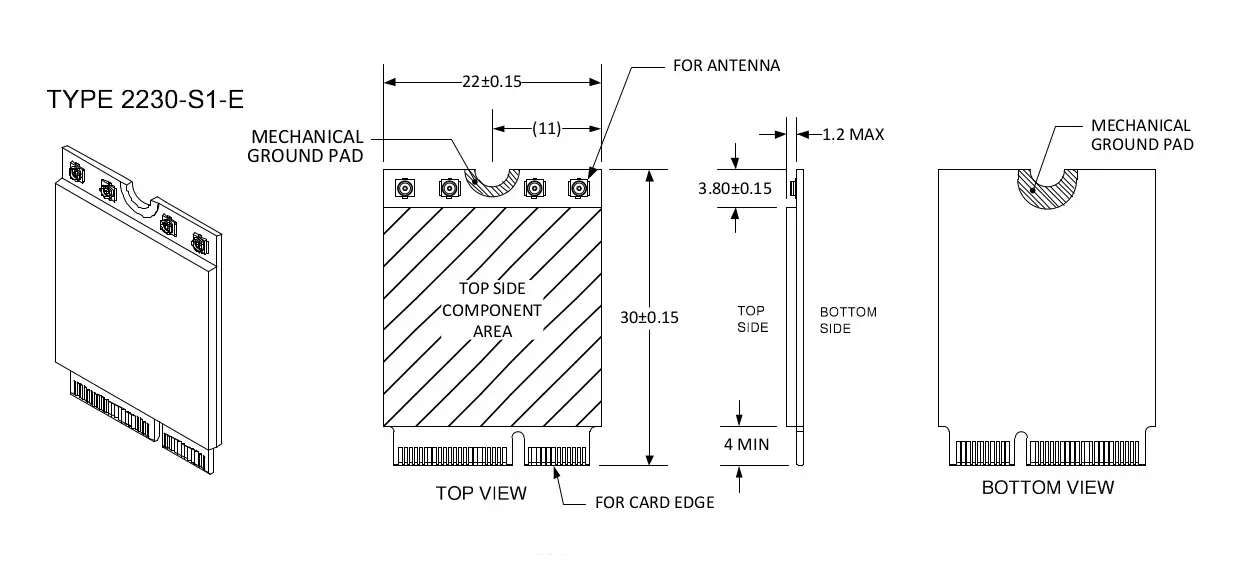 TYPE 2230-S1-E
22±0.15
FOR ANTENNA
(11)
MECHANICAL
GROUND PAD
1.2 MAX
3.80±0.15
MECHANICAL
GROUND PAD
TOP SIDE
COMPONENT
AREA
30±0.15
TOP
SIDE
BOTTOM
SIDE
4 MIN
TOP VIEW
FOR CARD EDGE
BOTTOM VIEW